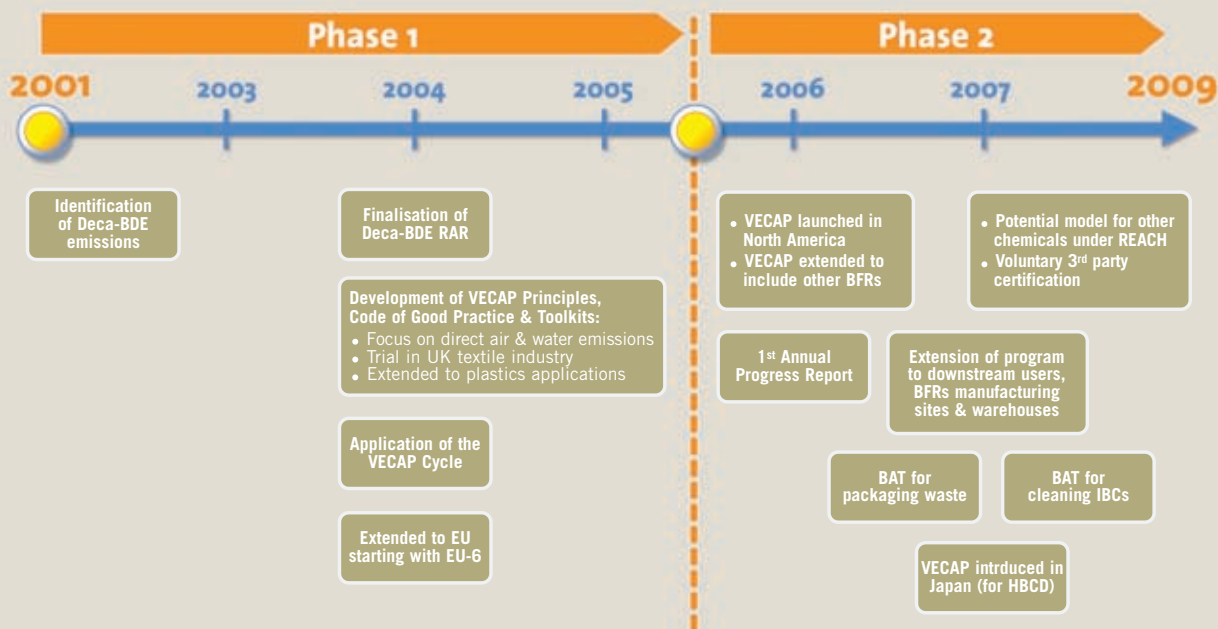 Phase 1
Phase 2
2001
2003
2004
2005
2006
2007
2009
Identification
of Deca-BDE
emissions
Finalisation of
Deca-BDE RAR
Development of VECAP Principles,
Code of Good Practice & Toolkits:
• Focus on direct air & water emissions
• Trial in UK textile industry
• Extended to plastics applications
Application of the
VECAP Cycle
Extended to EU
starting with EU-6
• VECAP launched in
North America
• VECAP extended to
include other BFRs
• Potential model for other
chemicals under REACH
• Voluntary 3rd party
certification
1st Annual
Progress Report
Extension of program
to downstream users,
BFRs manufacturing
sites & warehouses
BAT for
packaging waste
BAT for
cleaning IBCs
VECAP intrduced in
Japan (for HBCD)